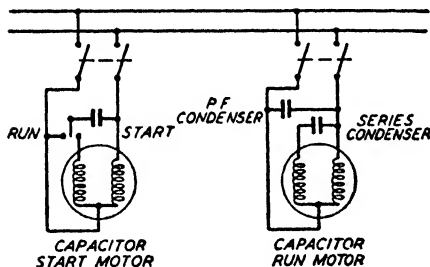 RUN
START
CAPACITOR
START MOTOR
P F
CONDENSER
SERIES
CONDENSER
CAPACITOR
RUN MOTOR